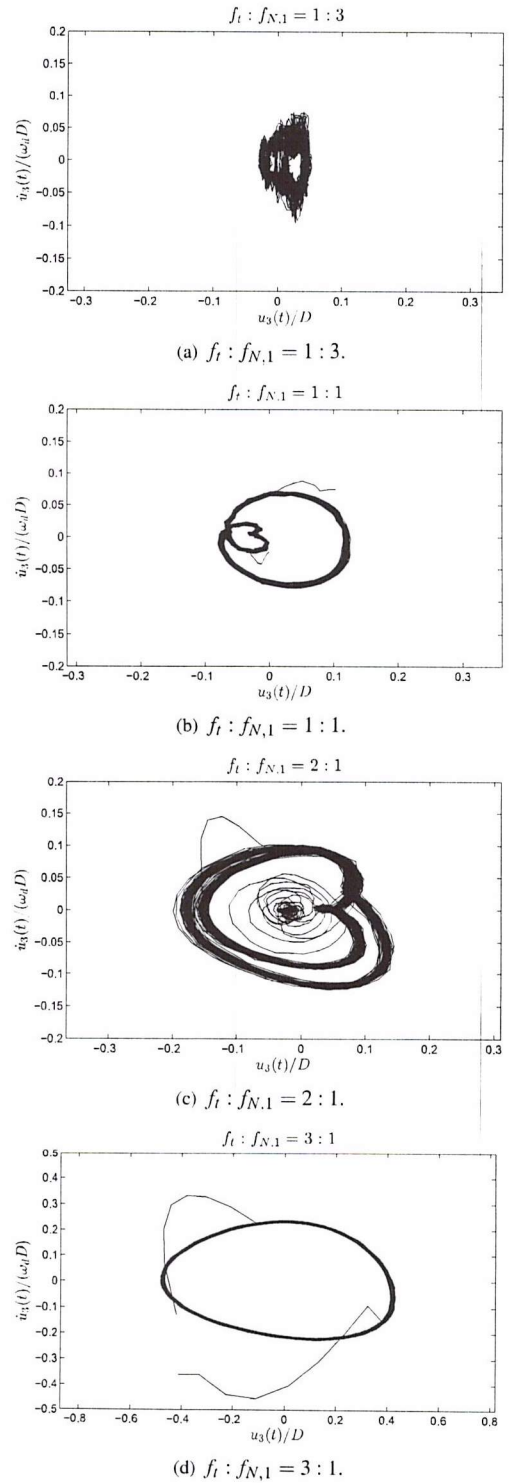 f_t : f_{N,1} = 1 : 3
0.2
0.15
0.1
0.05
0
−0.05
−0.1
−0.15
−0.2
u̇_3(t)/(ω_d D)
−0.3 −0.2 −0.1 0 0.1 0.2 0.3
u_3(t)/D
(a) f_t : f_{N,1} = 1 : 3.
f_t : f_{N,1} = 1 : 1
0.2
0.15
0.1
0.05
0
−0.05
−0.1
−0.15
−0.2
u̇_3(t)/(ω_d D)
−0.3 −0.2 −0.1 0 0.1 0.2 0.3
u_3(t)/D
(b) f_t : f_{N,1} = 1 : 1.
f_t : f_{N,1} = 2 : 1
0.2
0.15
0.1
0.05
0
−0.05
−0.1
−0.15
−0.2
u̇_3(t)/(ω_d D)
−0.3 −0.2 −0.1 0 0.1 0.2 0.3
u_3(t)/D
(c) f_t : f_{N,1} = 2 : 1.
f_t : f_{N,1} = 3 : 1
0.5
0.4
0.3
0.2
0.1
0
−0.1
−0.2
−0.3
−0.4
−0.5
u̇_3(t)/(ω_d D)
−0.8 −0.6 −0.4 −0.2 0 0.2 0.4 0.6 0.8
u_3(t)/D
(d) f_t : f_{N,1} = 3 : 1.